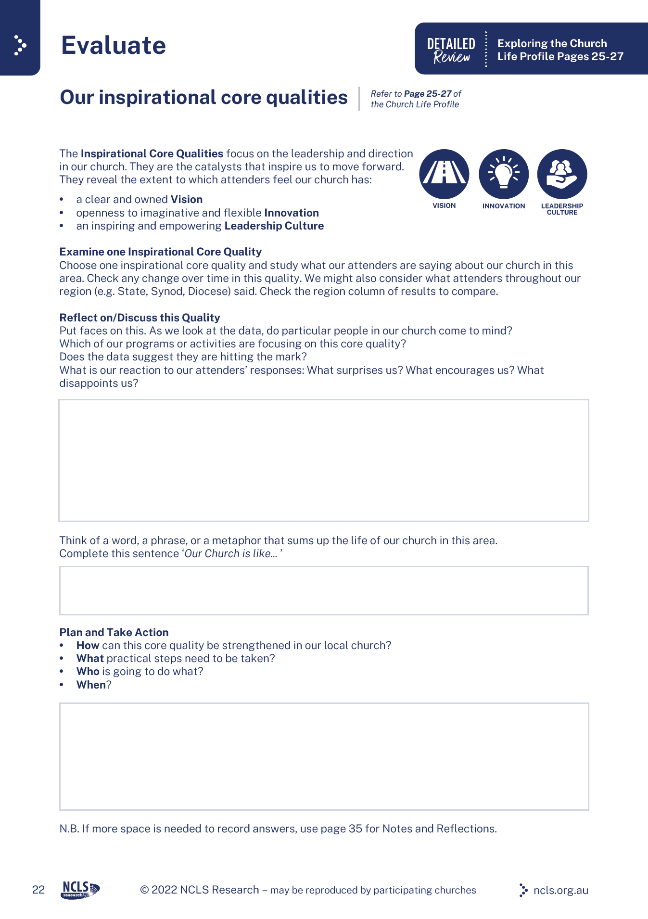 Evaluate
DETAILED
Review
Exploring the Church
Life Profile Pages 25-27
Our inspirational core qualities
Refer to Page 25-27 of
the Church Life Profile
The Inspirational Core Qualities focus on the leadership and direction
in our church. They are the catalysts that inspire us to move forward.
They reveal the extent to which attenders feel our church has:
• a clear and owned Vision
• openness to imaginative and flexible Innovation
• an inspiring and empowering Leadership Culture
VISION
INNOVATION
LEADERSHIP
CULTURE
Examine one Inspirational Core Quality
Choose one inspirational core quality and study what our attenders are saying about our church in this
area. Check any change over time in this quality. We might also consider what attenders throughout our
region (e.g. State, Synod, Diocese) said. Check the region column of results to compare.
Reflect on/Discuss this Quality
Put faces on this. As we look at the data, do particular people in our church come to mind?
Which of our programs or activities are focusing on this core quality?
Does the data suggest they are hitting the mark?
What is our reaction to our attenders’ responses: What surprises us? What encourages us? What
disappoints us?
Think of a word, a phrase, or a metaphor that sums up the life of our church in this area.
Complete this sentence ‘Our Church is like... ’
Plan and Take Action
• How can this core quality be strengthened in our local church?
• What practical steps need to be taken?
• Who is going to do what?
• When?
N.B. If more space is needed to record answers, use page 35 for Notes and Reflections.
22
NCLS
© 2022 NCLS Research – may be reproduced by participating churches
ncls.org.au